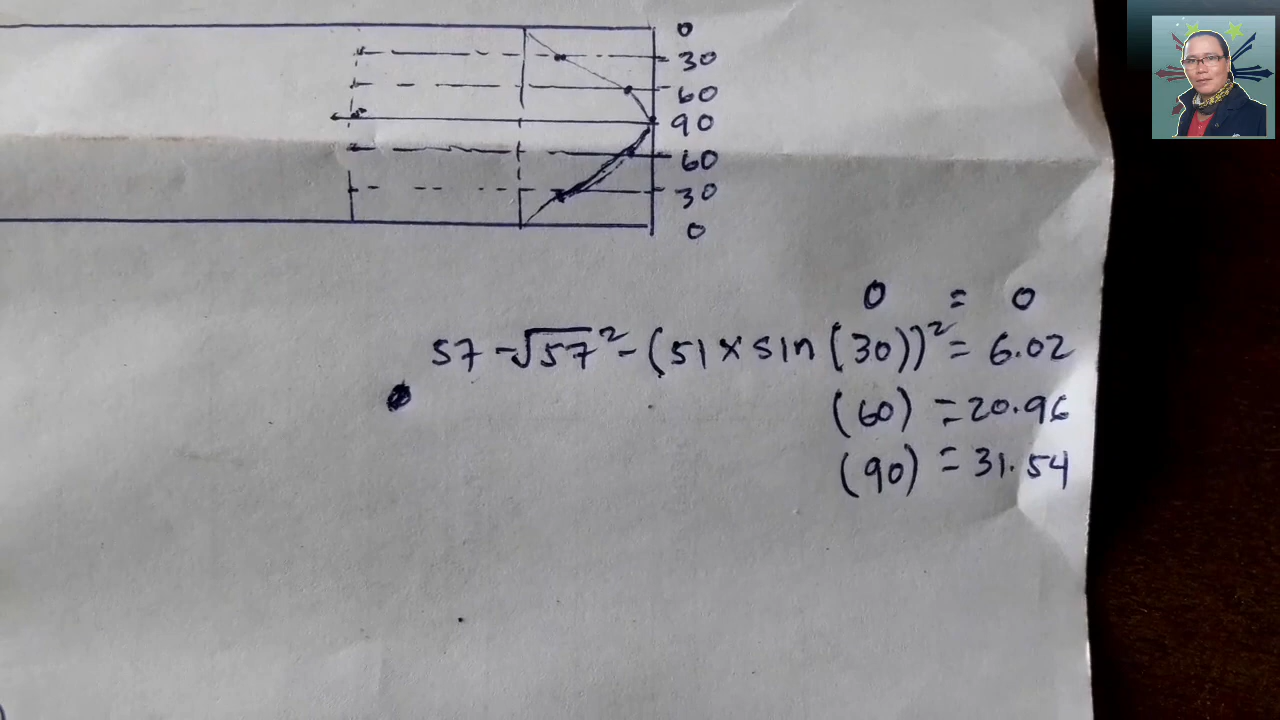 0
30
60
90
60
30
0
0 = 0
57 - √57² - (51 x sin (30))² = 6.02
(60) = 20.96
(90) = 31.54